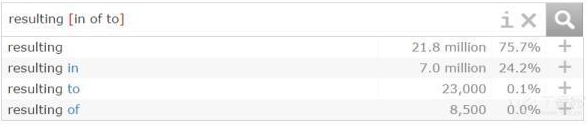 resulting [in of to]
resulting 21.8 million 75.7%
resulting in 7.0 million 24.2%
resulting to 23,000 0.1%
resulting of 8,500 0.0%